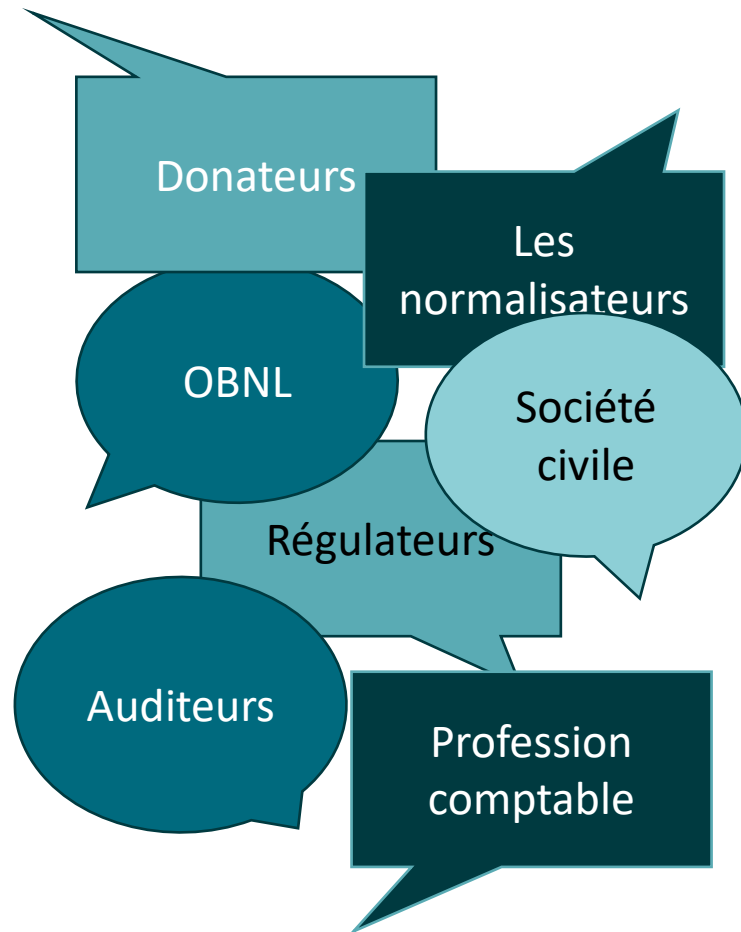 Donateurs
Les
normalisateurs
OBNL
Société
civile
Régulateurs
Auditeurs
Profession
comptable